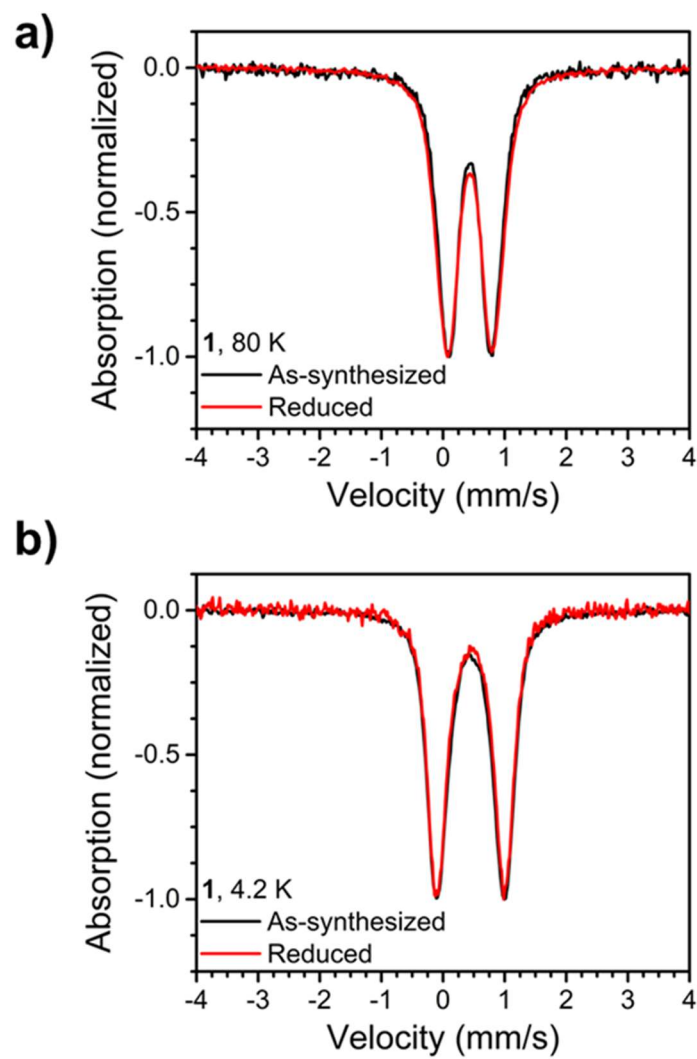 a)
0.0
-0.5
-1.0
Absorption (normalized)
1, 80 K
As-synthesized
Reduced
-4 -3 -2 -1 0 1 2 3 4
Velocity (mm/s)
b)
0.0
-0.5
-1.0
Absorption (normalized)
1, 4.2 K
As-synthesized
Reduced
-4 -3 -2 -1 0 1 2 3 4
Velocity (mm/s)